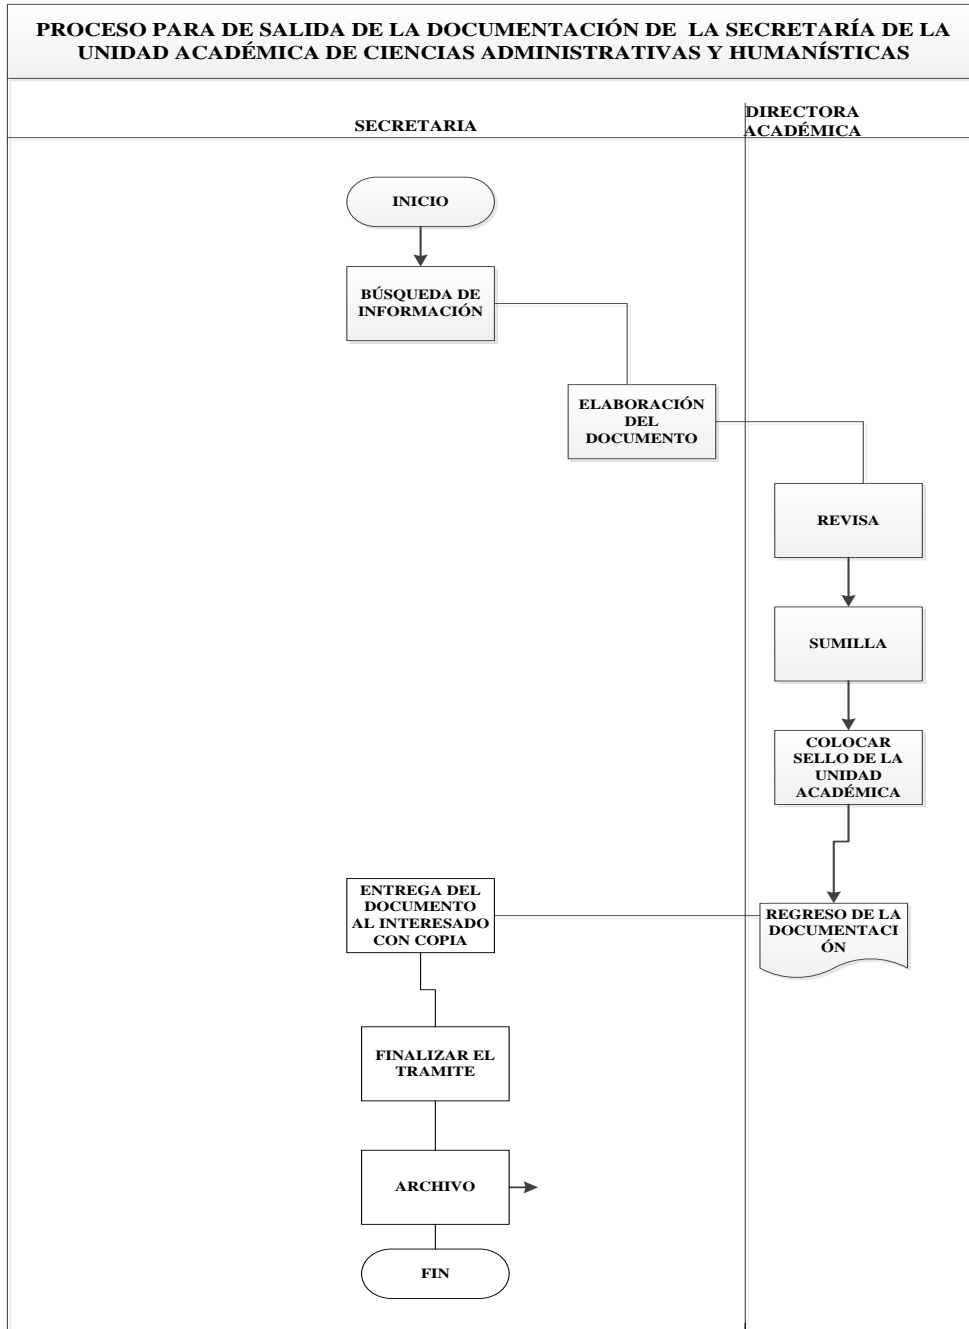 PROCESO PARA DE SALIDA DE LA DOCUMENTACIÓN DE LA SECRETARÍA DE LA
UNIDAD ACADÉMICA DE CIENCIAS ADMINISTRATIVAS Y HUMANÍSTICAS
SECRETARIA
DIRECTORA
ACADÉMICA
INICIO
BÚSQUEDA DE
INFORMACIÓN
ELABORACIÓN
DEL
DOCUMENTO
REVISA
SUMILLA
COLOCAR
SELLO DE LA
UNIDAD
ACADÉMICA
REGRESO DE LA
DOCUMENTACI
ÓN
ENTREGA DEL
DOCUMENTO
AL INTERESADO
CON COPIA
FINALIZAR EL
TRAMITE
ARCHIVO
FIN